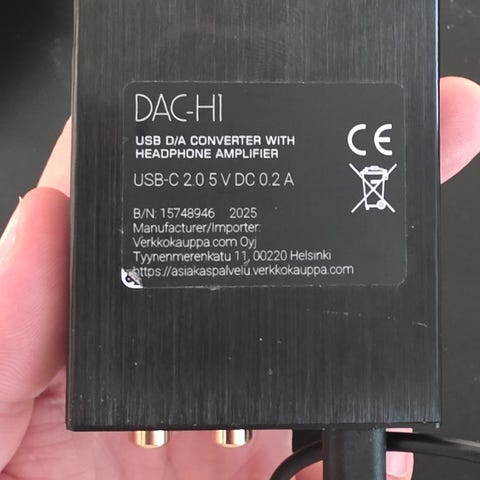 DAC-H1
USB D/A CONVERTER WITH
HEADPHONE AMPLIFIER
USB-C 2.0 5 V DC 0.2 A
B/N: 15748946 2025
Manufacturer/Importer:
Verkkokauppa.com Oyj
Tyynenmerenkatu 11, 00220 Helsinki
https://asiakaspalvelu.verkkokauppa.com
CE